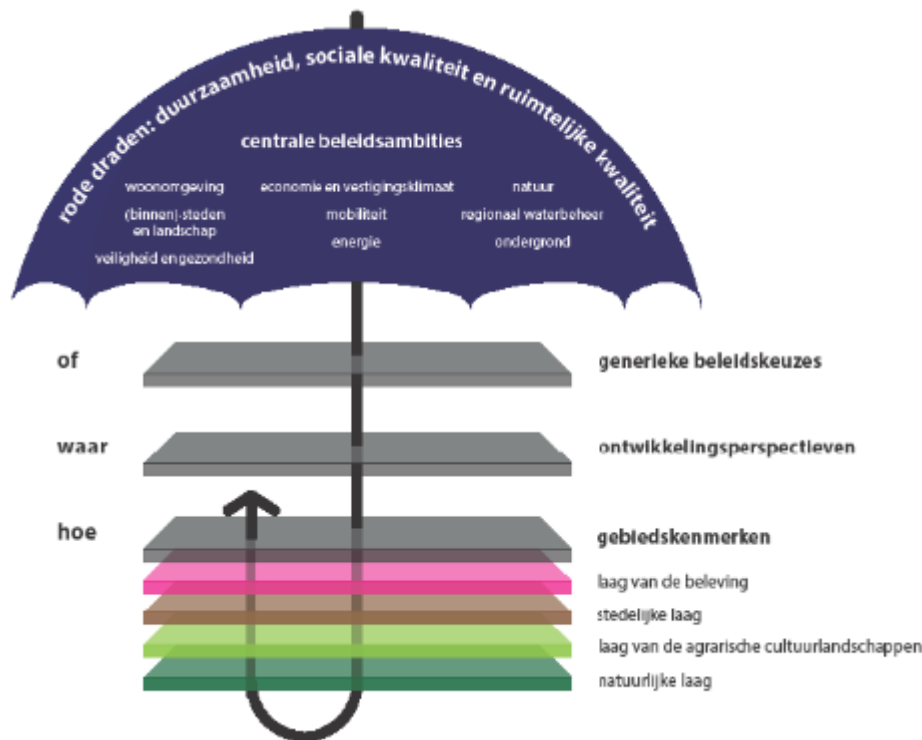 rode draden: duurzaamheid, sociale kwaliteit en ruimtelijke kwaliteit
centrale beleidsambities
woonomgeving
(binnen)-steden
en landschap
veiligheid en gezondheid
economie en vestigingsklimaat
mobiliteit
energie
natuur
regionaal waterbeheer
ondergrond
of
generieke beleidskeuzes
waar
ontwikkelingsperspectieven
hoe
gebiedskenmerken
laag van de beleving
stedelijke laag
laag van de agrarische cultuurlandschappen
natuurlijke laag